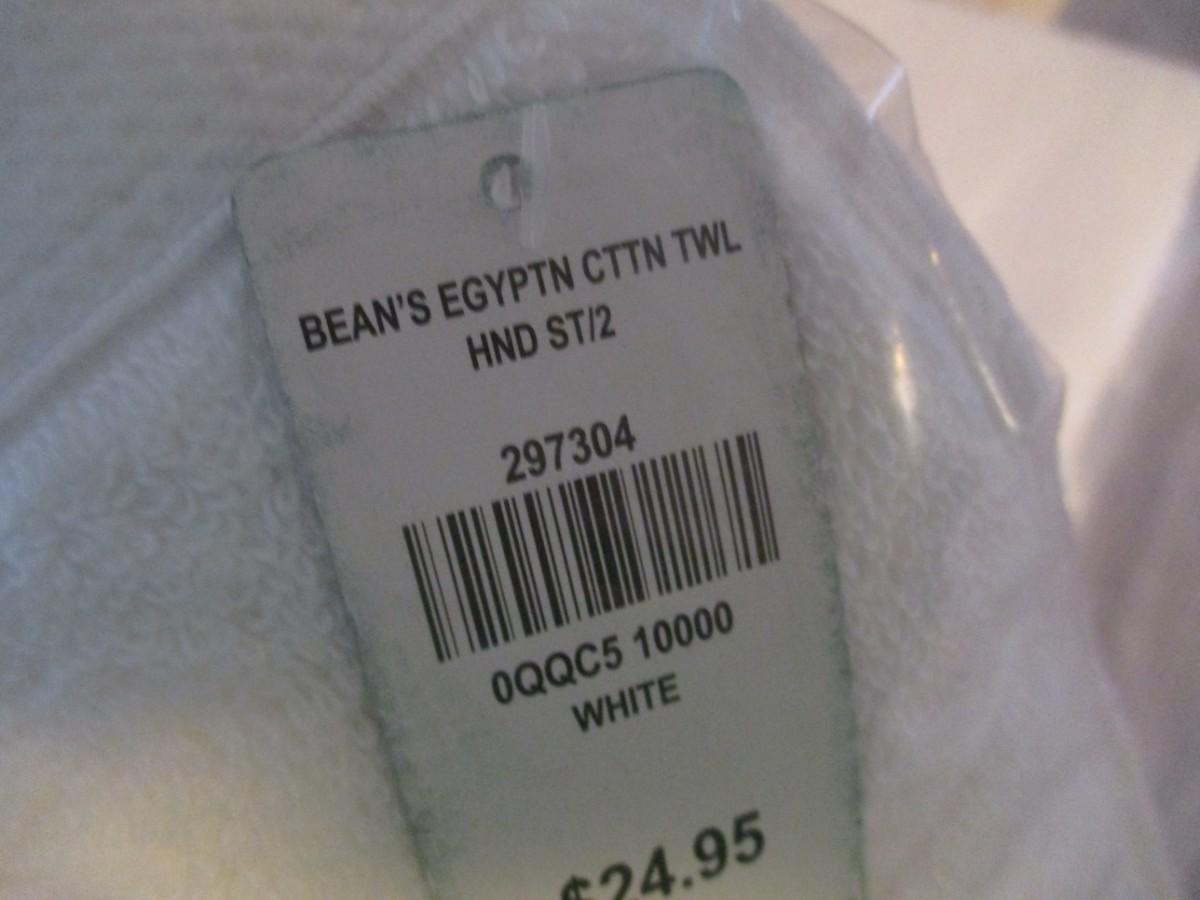 BEAN'S EGYPTN CTTN TWL
HND ST/2
297304
0QQC5 10000
WHITE
$24.95